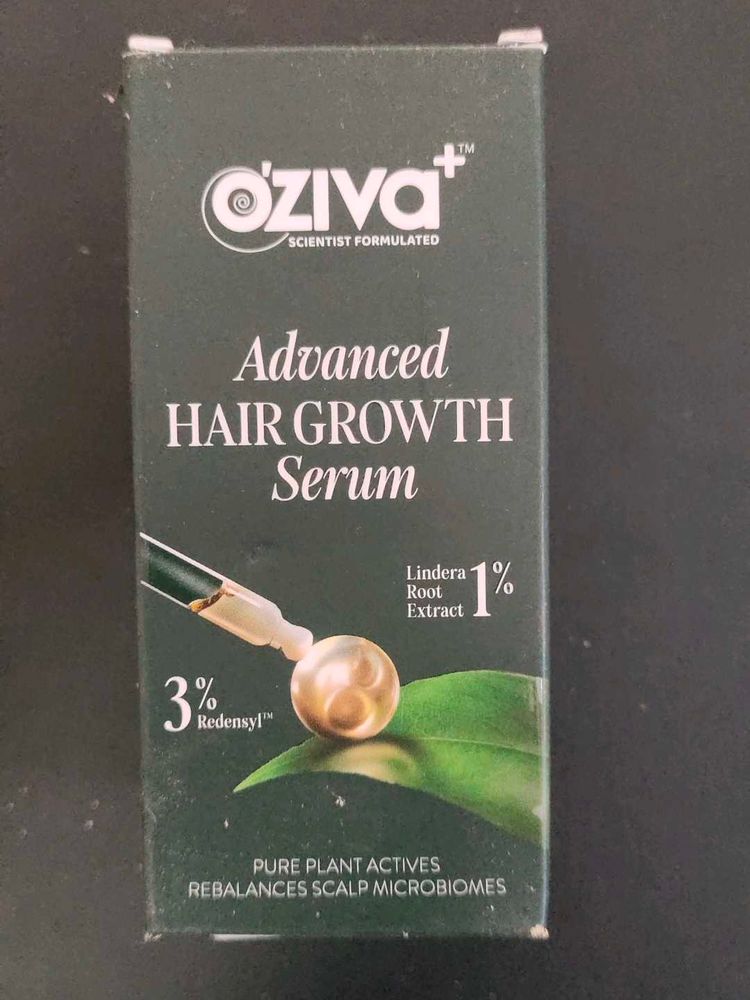 O'ZIVA+™
SCIENTIST FORMULATED
Advanced
HAIR GROWTH
Serum
Lindera
Root
Extract 1%
3%
Redensyl™
PURE PLANT ACTIVES
REBALANCES SCALP MICROBIOMES